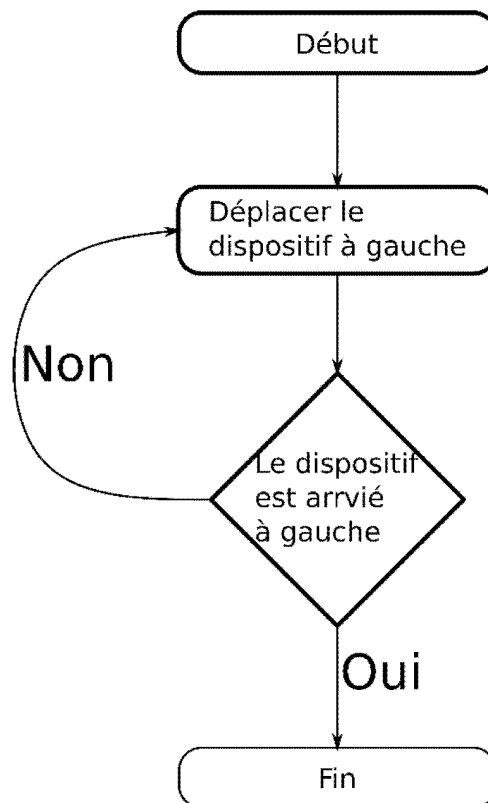 Début
Déplacer le
dispositif à gauche
Non
Le dispositif
est arrvié
à gauche
Oui
Fin